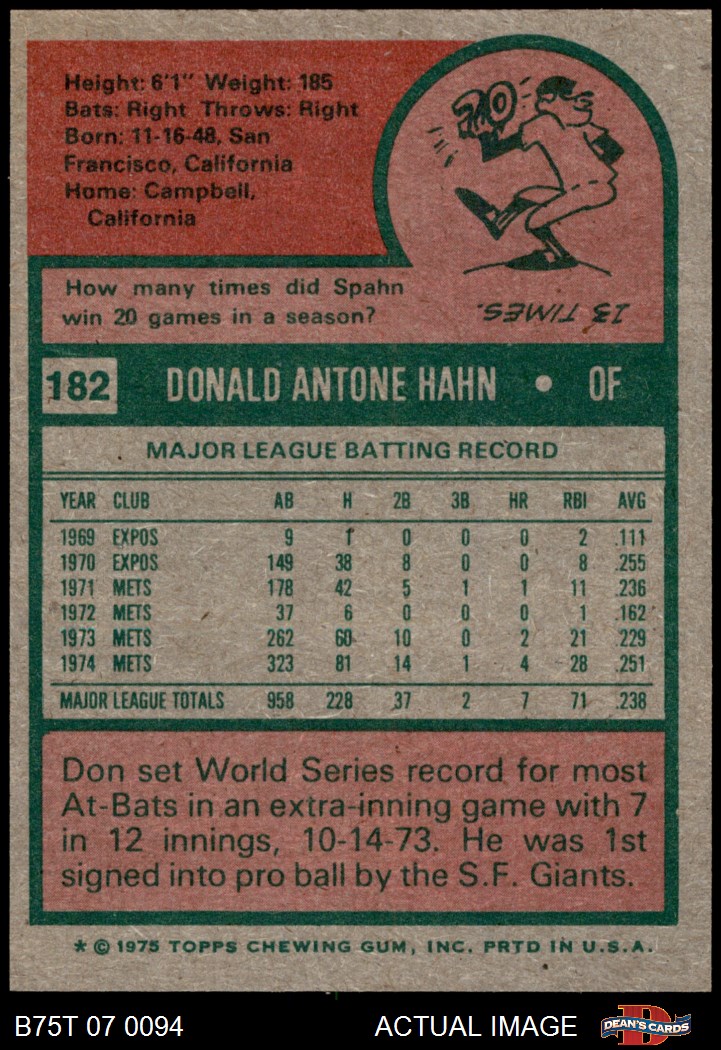 Height: 6'1" Weight: 185
Bats: Right Throws: Right
Born: 11-16-48, San
Francisco, California
Home: Campbell,
California
20
How many times did Spahn
win 20 games in a season?
13 TIMES.
182 DONALD ANTONE HAHN • OF
MAJOR LEAGUE BATTING RECORD
YEAR CLUB AB H 2B 3B HR RBI AVG
1969 EXPOS 9 1 0 0 0 2 .111
1970 EXPOS 149 38 8 0 0 8 .255
1971 METS 178 42 5 1 1 11 .236
1972 METS 37 6 0 0 0 1 .162
1973 METS 262 60 10 0 2 21 .229
1974 METS 323 81 14 1 4 28 .251
MAJOR LEAGUE TOTALS 958 228 37 2 7 71 .238
Don set World Series record for most
At-Bats in an extra-inning game with 7
in 12 innings, 10-14-73. He was 1st
signed into pro ball by the S.F. Giants.
* © 1975 TOPPS CHEWING GUM, INC. PRTD IN U.S.A.
B75T 07 0094 ACTUAL IMAGE D DEAN'S CARDS